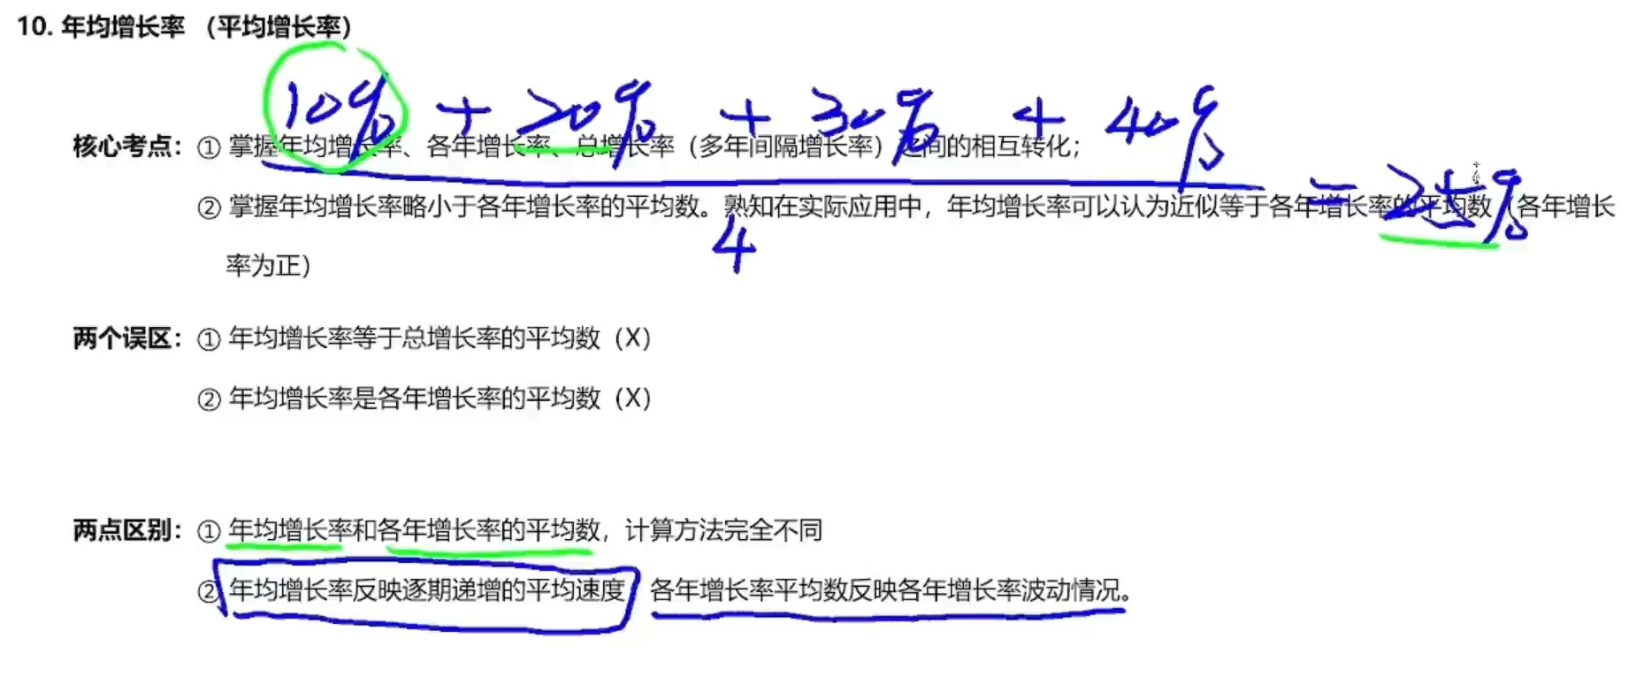 10. 年均增长率 （平均增长率）
10% + 20% + 30% + 40%
核心考点：① 掌握年均增长率、各年增长率、总增长率（多年间隔增长率）之间的相互转化；
= 25%
② 掌握年均增长率略小于各年增长率的平均数。熟知在实际应用中，年均增长率可以认为近似等于各年增长率的平均数（各年增长
4
率为正）
两个误区：① 年均增长率等于总增长率的平均数（X）
② 年均增长率是各年增长率的平均数（X）
两点区别：① 年均增长率和各年增长率的平均数，计算方法完全不同
② 年均增长率反映逐期递增的平均速度 各年增长率平均数反映各年增长率波动情况。